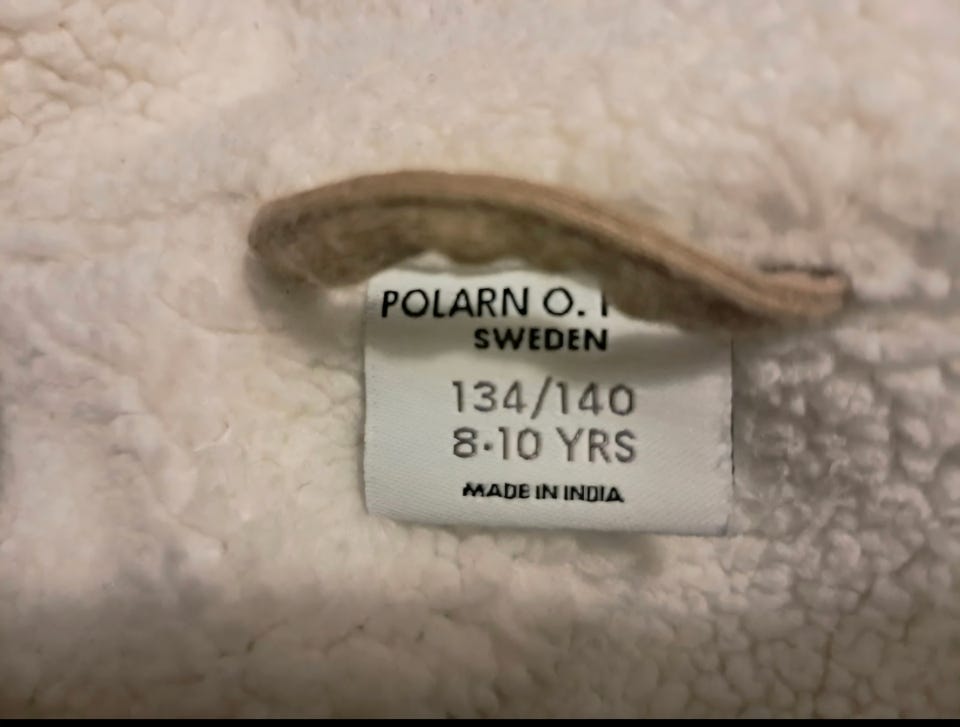 POLARN O.
SWEDEN
134/140
8-10 YRS
MADE IN INDIA